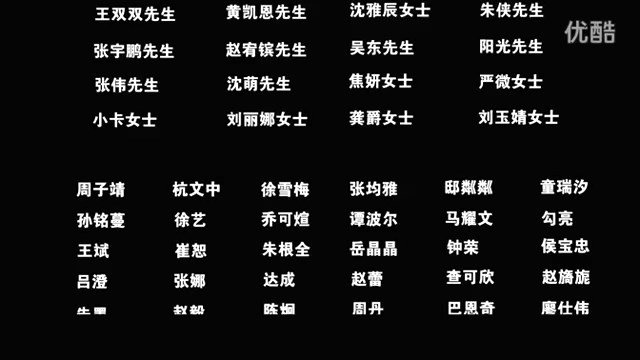 王双双先生 黄凯恩先生 沈雅辰女士 朱侠先生
优酷
张宇鹏先生 赵宥镔先生 吴东先生 阳光先生
张伟先生 沈萌先生 焦妍女士 严微女士
小卡女士 刘丽娜女士 龚爵女士 刘玉婧女士
周子靖 杭文中 徐雪梅 张均雅 邸粼粼 童瑞汐
孙铭蔓 徐艺 乔可煊 谭波尔 马耀文 勾亮
王斌 崔恕 朱根全 岳晶晶 钟荣 侯宝忠
吕澄 张娜 达成 赵蕾 查可欣 赵旖旎
赵毅 陈炯 周丹 巴恩奇 廖仕伟